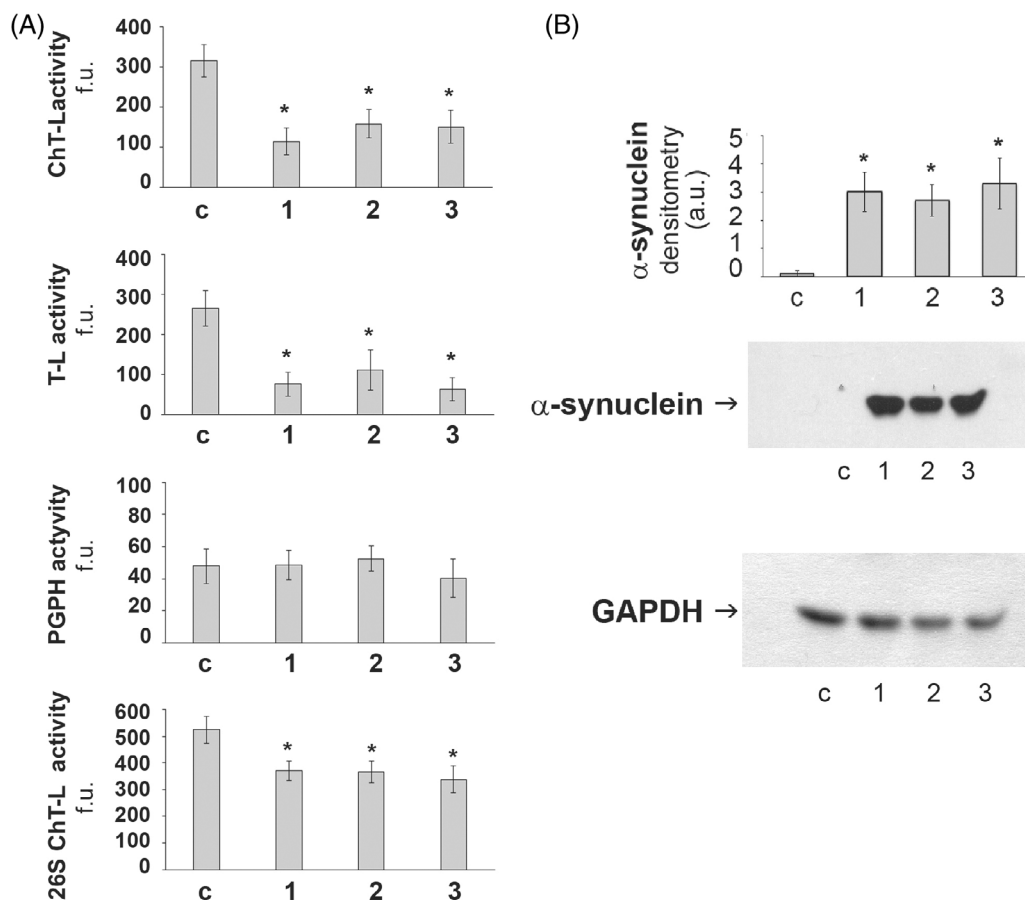 (A)
ChT-Lactivity
f.u.
400
300
200
100
0
*
*
*
c 1 2 3
T-L activity
f.u.
400
300
200
100
0
*
*
*
c 1 2 3
PGPH actyvity
f.u.
100
80
60
40
20
0
c 1 2 3
26S ChT-L activity
f.u.
600
500
400
300
200
100
0
*
*
*
c 1 2 3
(B)
α-synuclein
densitometry
(a.u.)
5
4
3
2
1
0
*
*
*
c 1 2 3
α-synuclein →
c 1 2 3
GAPDH →
c 1 2 3